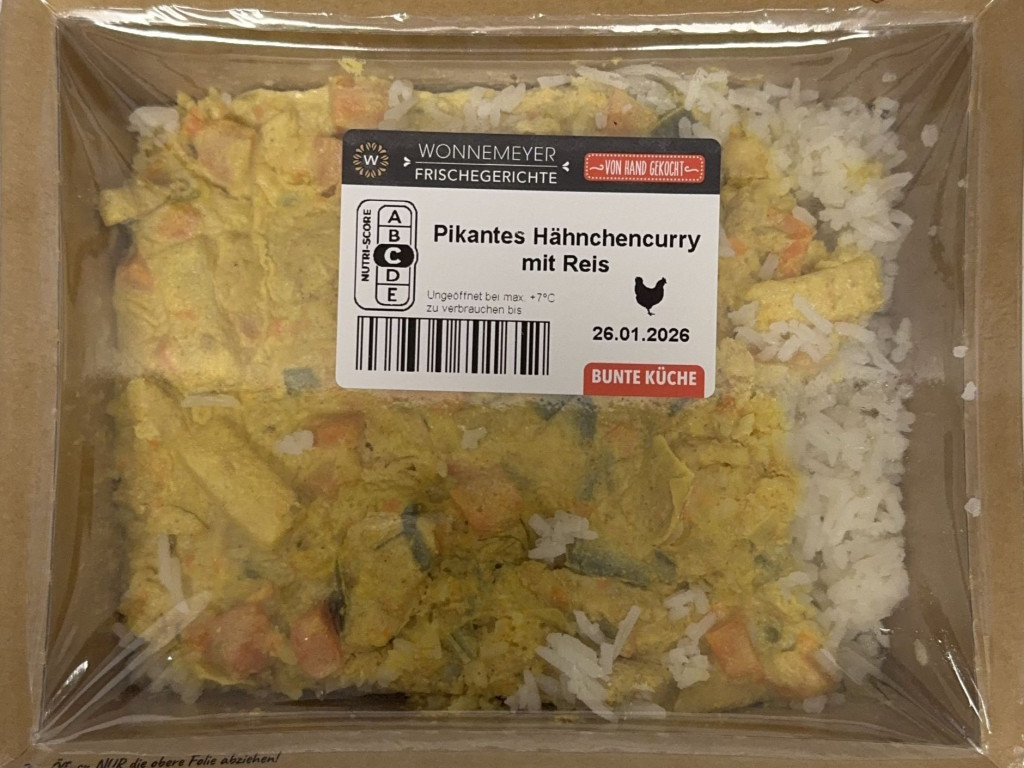 W
WONNEMEYER
FRISCHEGERICHTE
VON HAND GEKOCHT
NUTRI-SCORE
A
B
C
D
E
Pikantes Hähnchencurry
mit Reis
Ungeöffnet bei max. +7°C
zu verbrauchen bis
26.01.2026
BUNTE KÜCHE
NUR die obere Folie abziehen!